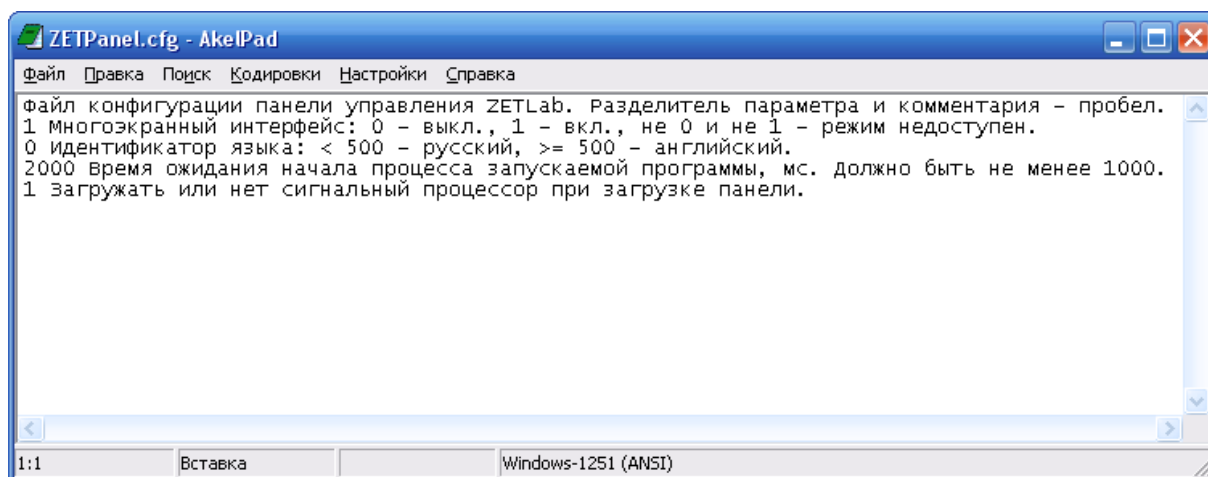 ZETPanel.cfg - AkelPad
Файл Правка Поиск Кодировки Настройки Справка
Файл конфигурации панели управления ZETLab. Разделитель параметра и комментария – пробел.
1 Многоэкранный интерфейс: 0 – выкл., 1 – вкл., не 0 и не 1 – режим недоступен.
0 Идентификатор языка: < 500 – русский, >= 500 – английский.
2000 Время ожидания начала процесса запускаемой программы, мс. Должно быть не менее 1000.
1 Загружать или нет сигнальный процессор при загрузке панели.
1:1 Вставка Windows-1251 (ANSI)